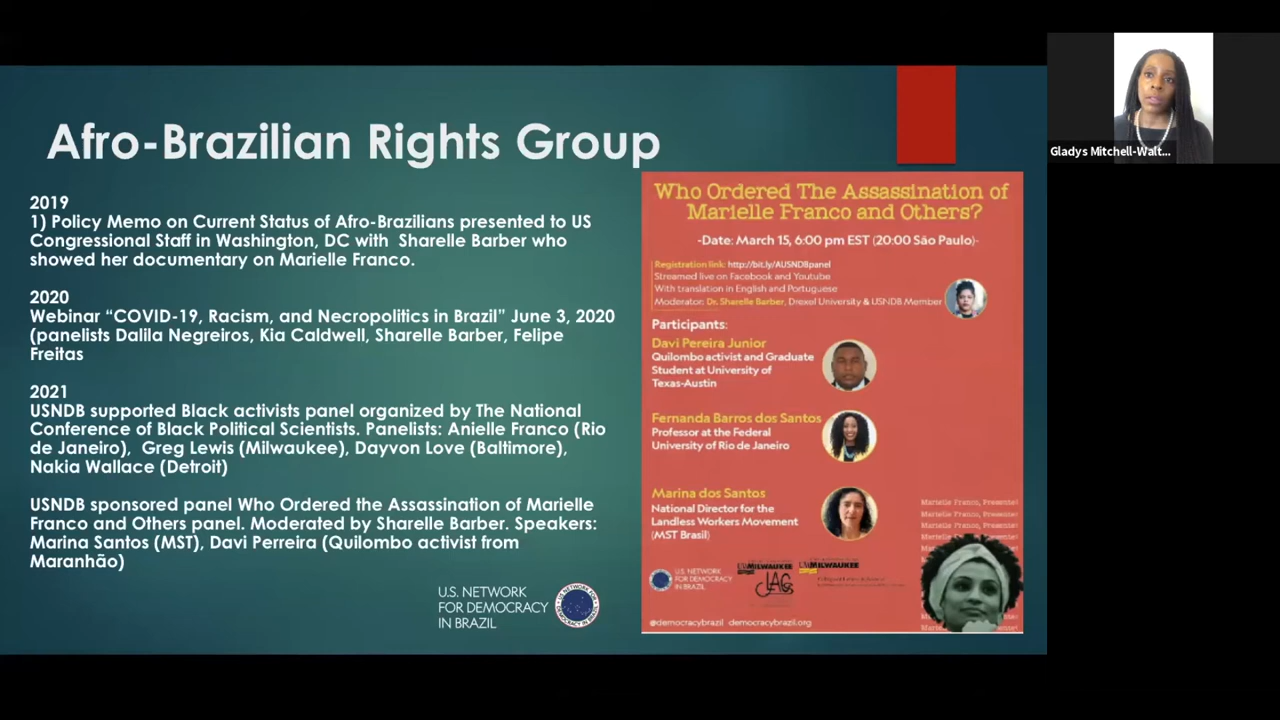 Afro-Brazilian Rights Group
2019
1) Policy Memo on Current Status of Afro-Brazilians presented to US
Congressional Staff in Washington, DC with Sharelle Barber who
showed her documentary on Marielle Franco.
2020
Webinar “COVID-19, Racism, and Necropolitics in Brazil” June 3, 2020
(panelists Dalila Negreiros, Kia Caldwell, Sharelle Barber, Felipe
Freitas
2021
USNDB supported Black activists panel organized by The National
Conference of Black Political Scientists. Panelists: Anielle Franco (Rio
de Janeiro), Greg Lewis (Milwaukee), Dayvon Love (Baltimore),
Nakia Wallace (Detroit)
USNDB sponsored panel Who Ordered the Assassination of Marielle
Franco and Others panel. Moderated by Sharelle Barber. Speakers:
Marina Santos (MST), Davi Perreira (Quilombo activist from
Maranhão)
U.S. NETWORK
FOR DEMOCRACY
IN BRAZIL
Who Ordered The Assassination of
Marielle Franco and Others?
-Date: March 15, 6:00 pm EST (20:00 São Paulo)-
Registration link: http://bit.ly/AUSNDBpanel
Streamed live on Facebook and Youtube
With translation in English and Portuguese
Moderator: Dr. Sharelle Barber, Drexel University & USNDB Member
Participants:
Davi Pereira Junior
Quilombo activist and Graduate
Student at University of
Texas-Austin
Fernanda Barros dos Santos
Professor at the Federal
University of Rio de Janeiro
Marina dos Santos
National Director for the
Landless Workers Movement
(MST Brasil)
Marielle Franco, Presente!
Marielle Franco, Presente!
Marielle Franco, Presente!
U.S. NETWORK
FOR DEMOCRACY
IN BRAZIL
UWMILWAUKEE
UWMILWAUKEE
@democracybrazil democracybrazil.org
Gladys Mitchell-Walt...